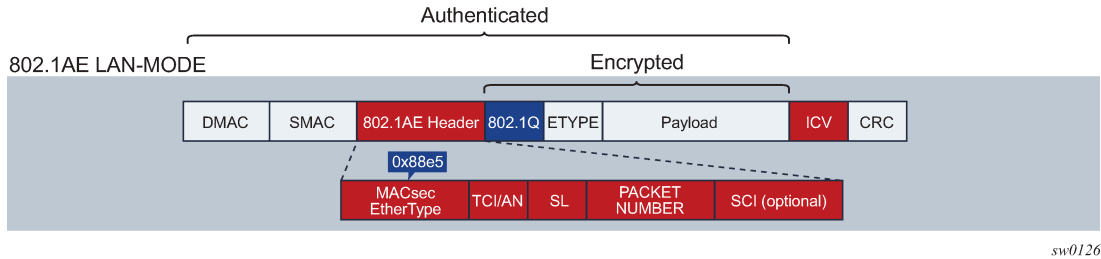 Authenticated
802.1AE LAN-MODE
Encrypted
DMAC SMAC 802.1AE Header 802.1Q ETYPE Payload ICV CRC
0x88e5
MACsec EtherType TCI/AN SL PACKET NUMBER SCI (optional)
sw0126